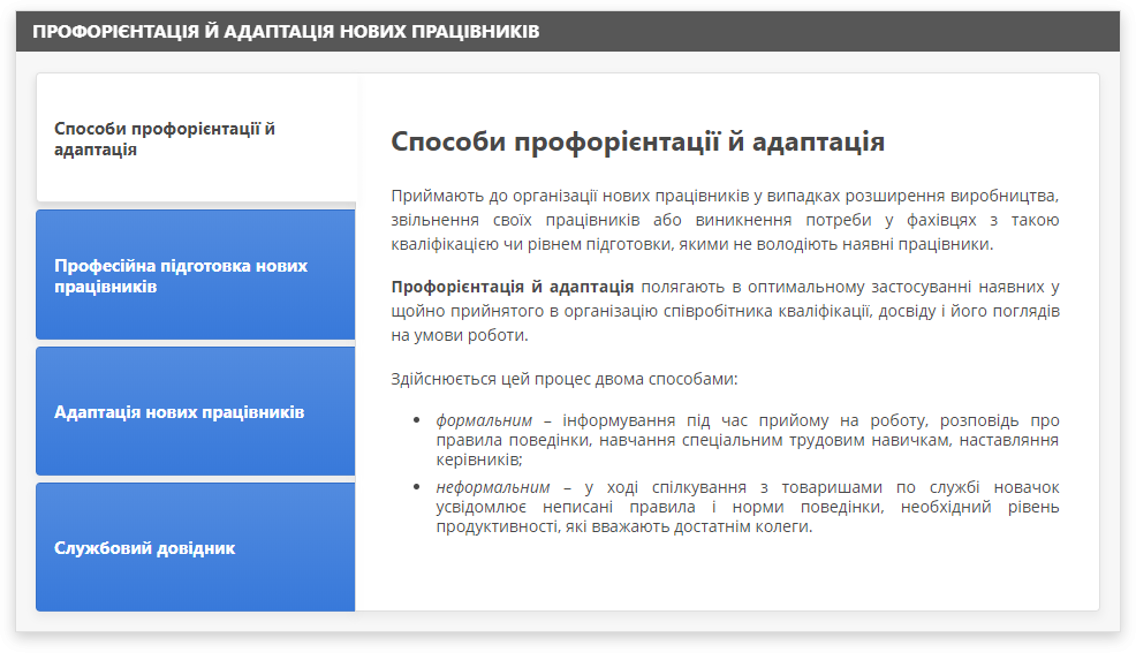 ПРОФОРІЄНТАЦІЯ Й АДАПТАЦІЯ НОВИХ ПРАЦІВНИКІВ
Способи профорієнтації й
адаптація
Професійна підготовка нових
працівників
Адаптація нових працівників
Службовий довідник
Способи профорієнтації й адаптація
Приймають до організації нових працівників у випадках розширення виробництва,
звільнення своїх працівників або виникнення потреби у фахівцях з такою
кваліфікацією чи рівнем підготовки, якими не володіють наявні працівники.
Профорієнтація й адаптація полягають в оптимальному застосуванні наявних у
щойно прийнятого в організацію співробітника кваліфікації, досвіду і його поглядів
на умови роботи.
Здійснюється цей процес двома способами:
• формальним – інформування під час прийому на роботу, розповідь про
правила поведінки, навчання спеціальним трудовим навичкам, наставляння
керівників;
• неформальним – у ході спілкування з товаришами по службі новачок
усвідомлює неписані правила і норми поведінки, необхідний рівень
продуктивності, які вважають достатнім колеги.